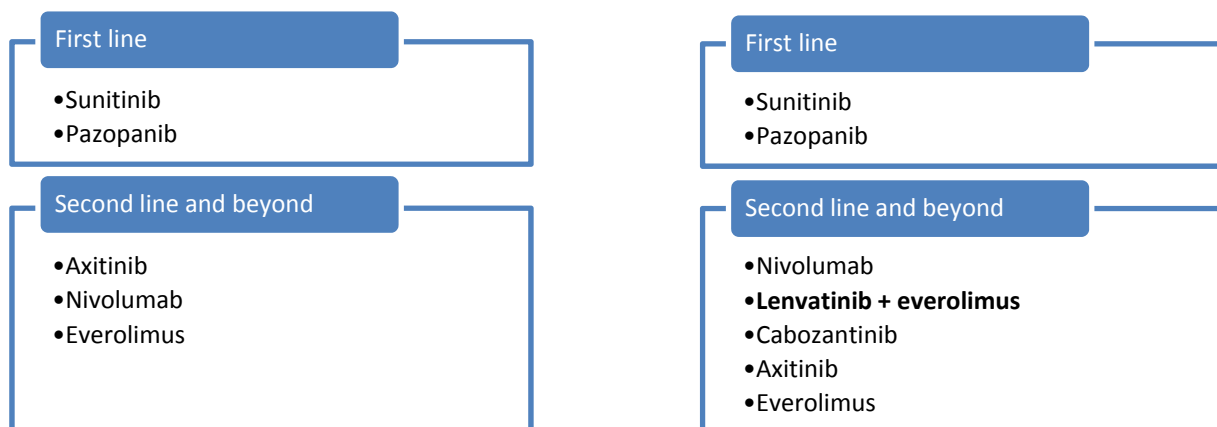 First line
•Sunitinib
•Pazopanib
Second line and beyond
•Axitinib
•Nivolumab
•Everolimus
First line
•Sunitinib
•Pazopanib
Second line and beyond
•Nivolumab
•Lenvatinib + everolimus
•Cabozantinib
•Axitinib
•Everolimus